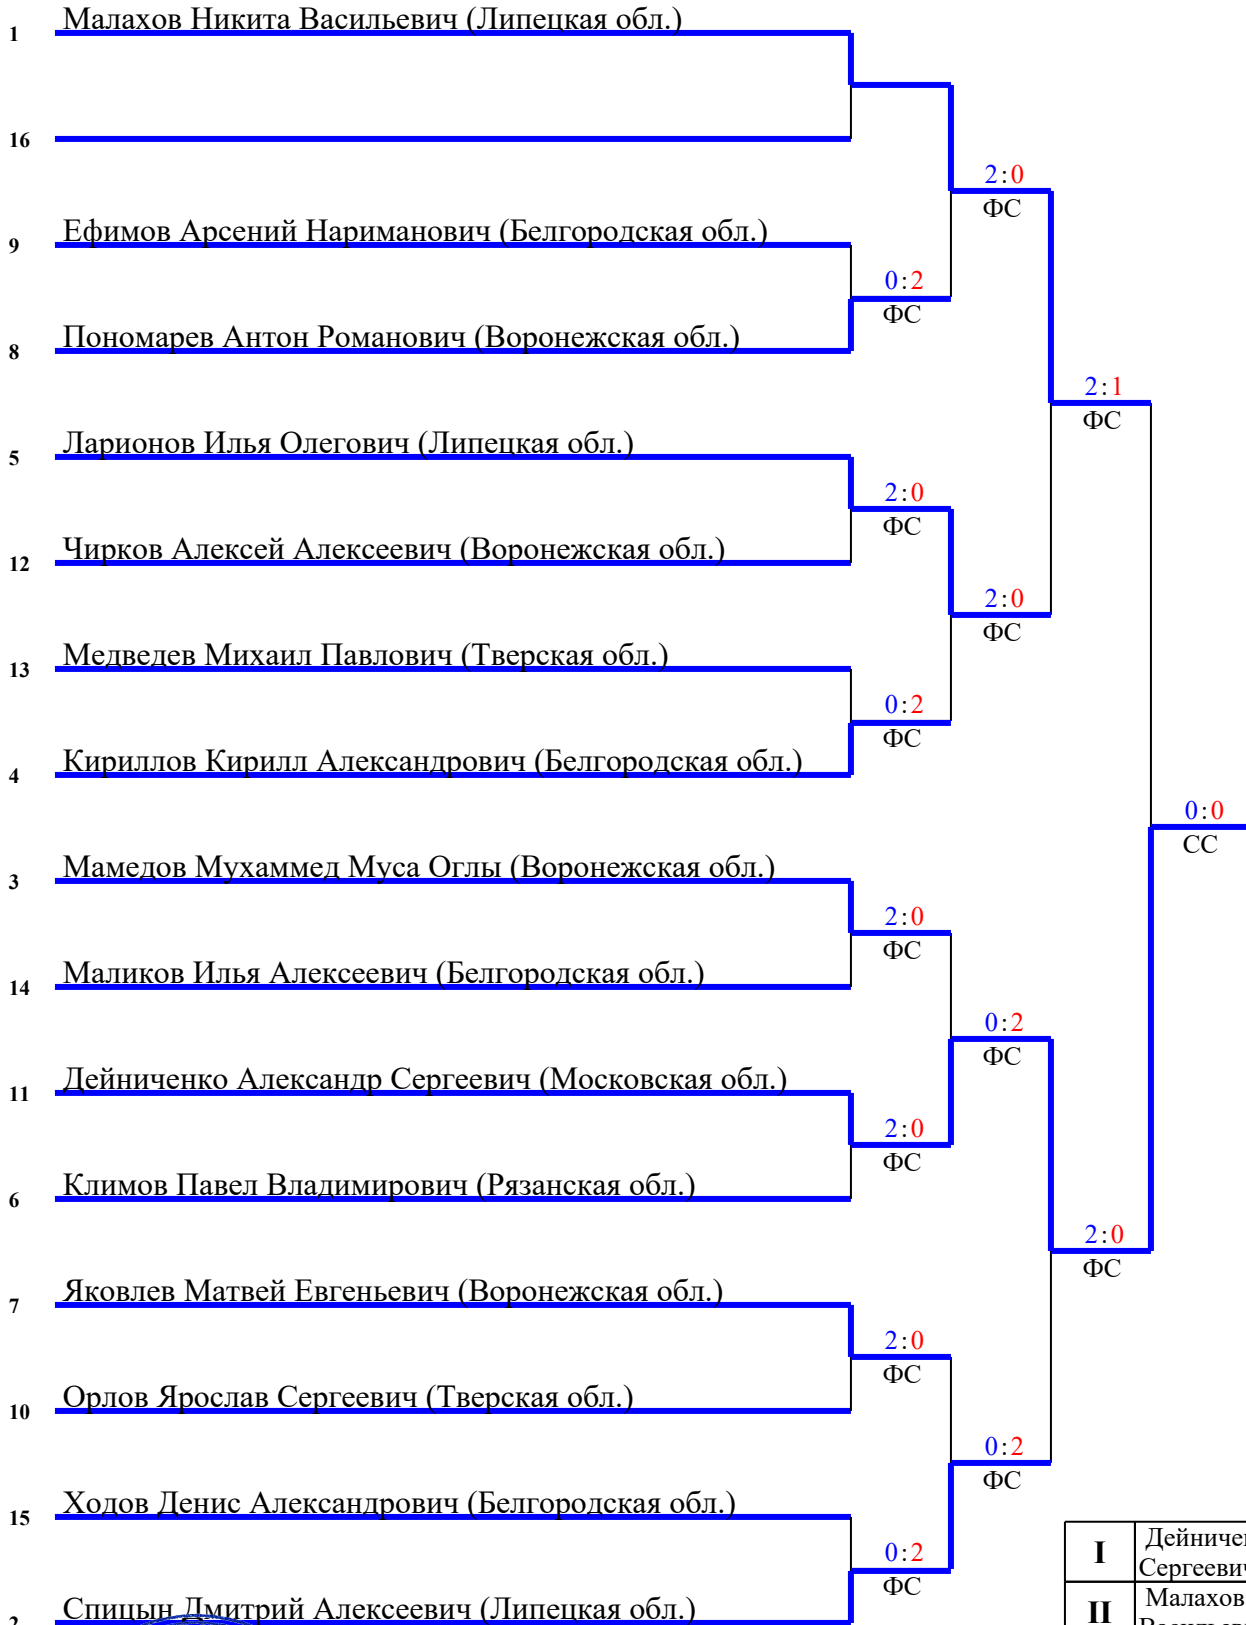 Малахов Никита Васильевич (Липецкая обл.)
1
16
2:0
ФС
Ефимов Арсений Нариманович (Белгородская обл.)
9
0:2
ФС
Пономарев Антон Романович (Воронежская обл.)
8
2:1
ФС
Ларионов Илья Олегович (Липецкая обл.)
5
2:0
ФС
Чирков Алексей Алексеевич (Воронежская обл.)
12
2:0
ФС
Медведев Михаил Павлович (Тверская обл.)
13
0:2
ФС
Кириллов Кирилл Александрович (Белгородская обл.)
4
0:0
СС
Мамедов Мухаммед Муса Оглы (Воронежская обл.)
3
2:0
ФС
Маликов Илья Алексеевич (Белгородская обл.)
14
0:2
ФС
Дейниченко Александр Сергеевич (Московская обл.)
11
2:0
ФС
Климов Павел Владимирович (Рязанская обл.)
6
2:0
ФС
Яковлев Матвей Евгеньевич (Воронежская обл.)
7
2:0
ФС
Орлов Ярослав Сергеевич (Тверская обл.)
10
0:2
ФС
Ходов Денис Александрович (Белгородская обл.)
15
0:2
ФС
Спицын Дмитрий Алексеевич (Липецкая обл.)
2
I
Дейничен
Сергеевич
II
Малахов